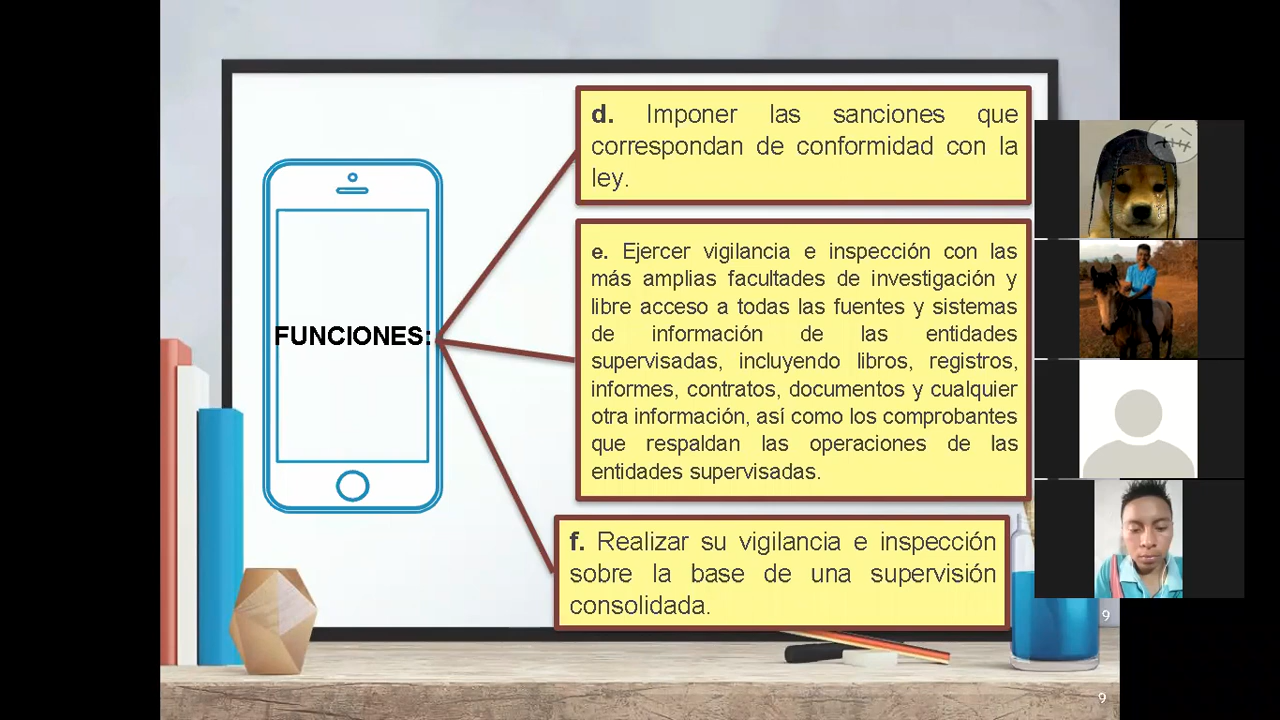 FUNCIONES:
d. Imponer las sanciones que
correspondan de conformidad con la
ley.
e. Ejercer vigilancia e inspección con las
más amplias facultades de investigación y
libre acceso a todas las fuentes y sistemas
de información de las entidades
supervisadas, incluyendo libros, registros,
informes, contratos, documentos y cualquier
otra información, así como los comprobantes
que respaldan las operaciones de las
entidades supervisadas.
f. Realizar su vigilancia e inspección
sobre la base de una supervisión
consolidada.
9
9